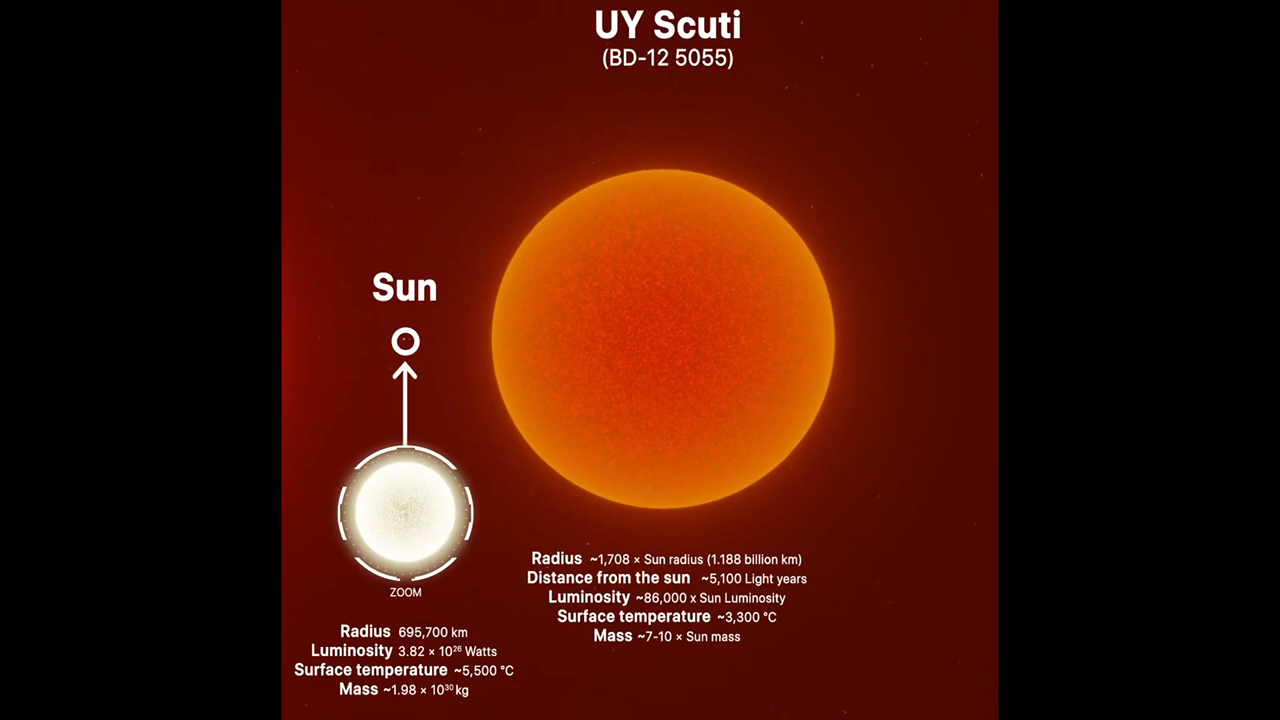 UY Scuti
(BD-12 5055)
Sun
ZOOM
Radius 695,700 km
Luminosity 3.82 × 10²⁶ Watts
Surface temperature ~5,500 °C
Mass ~1.98 × 10³⁰ kg
Radius ~1,708 × Sun radius (1.188 billion km)
Distance from the sun ~5,100 Light years
Luminosity ~86,000 x Sun Luminosity
Surface temperature ~3,300 °C
Mass ~7-10 × Sun mass